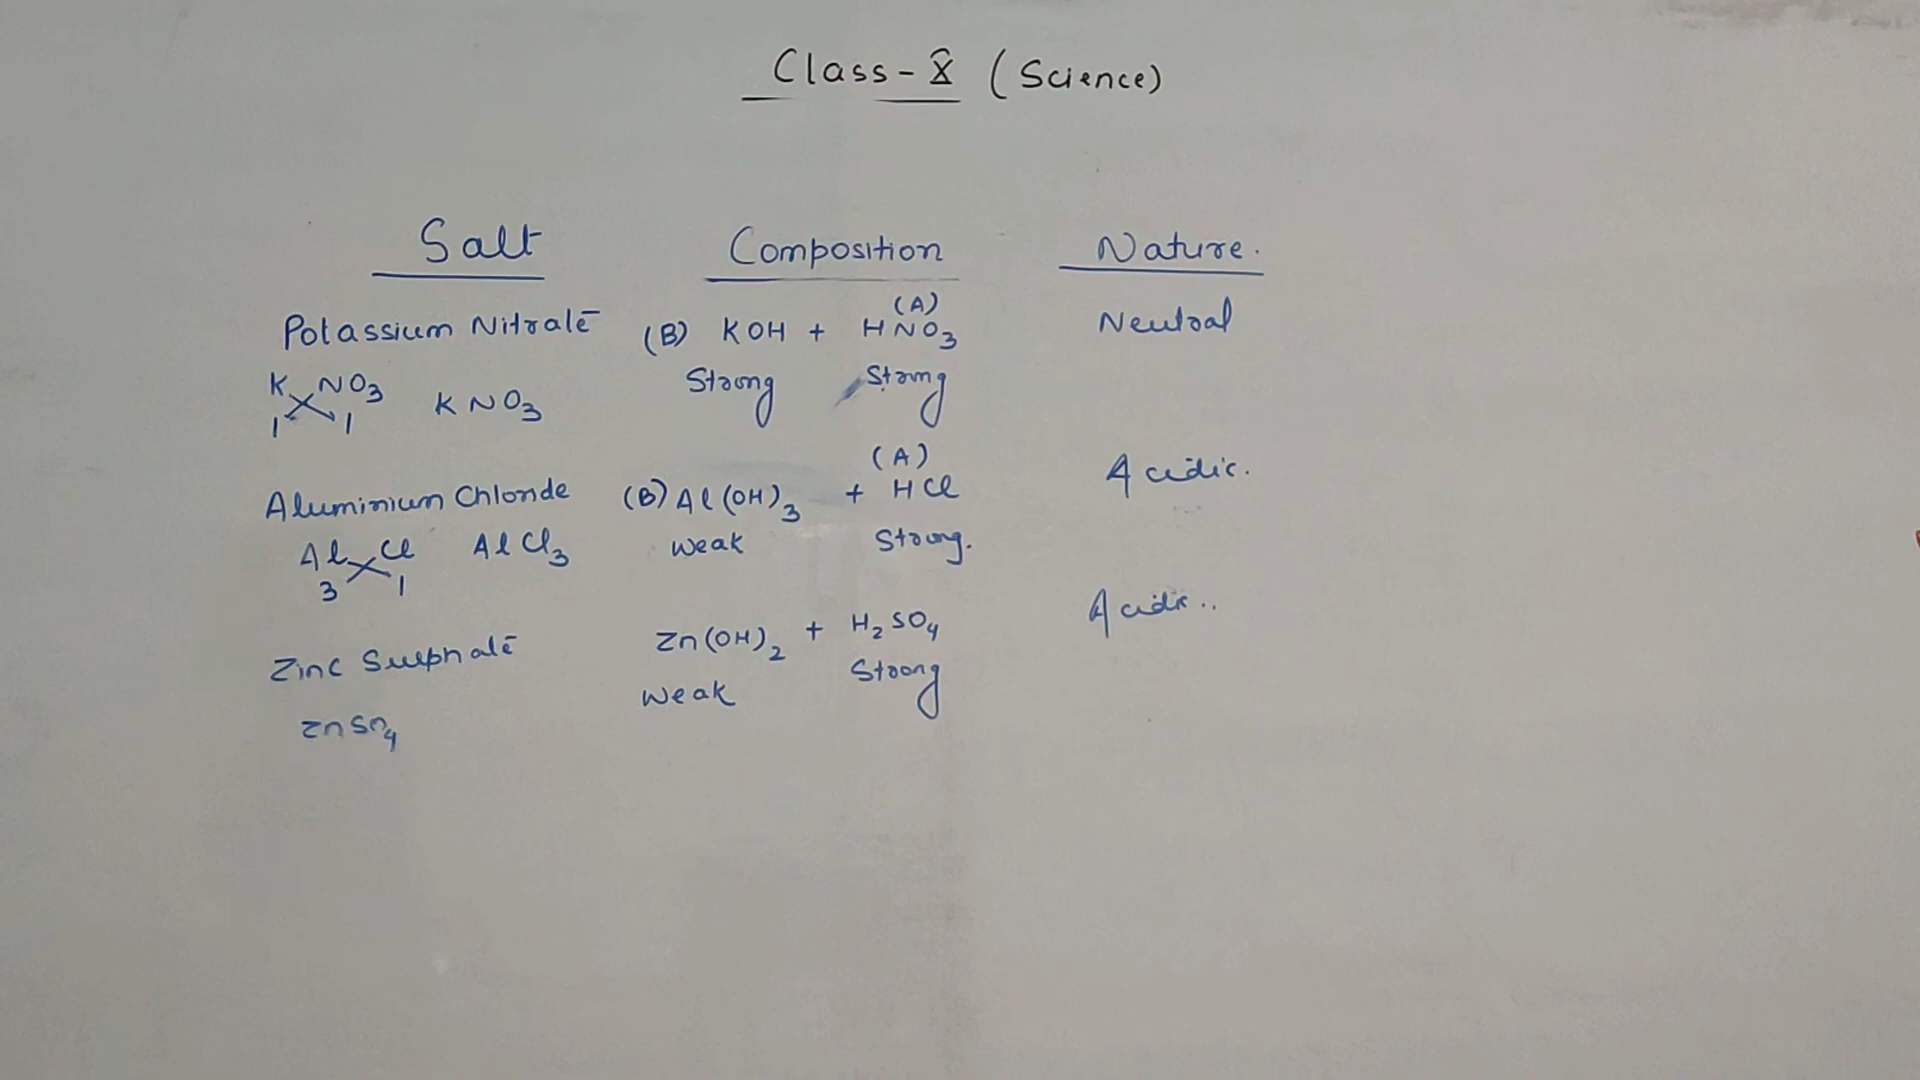 Class - X (Science)
Salt Composition Nature.
(A)
Potassium Nitrate (B) KOH + HNO3 Neutral
Strong Strong
K NO3 KNO3
1 1
(A)
Aluminium Chloride (B) Al(OH)3 + HCl Acidic.
Al Cl AlCl3 weak Strong.
3 1
Zinc Sulphate Zn(OH)2 + H2SO4 Acidic..
weak Strong
ZnSO4